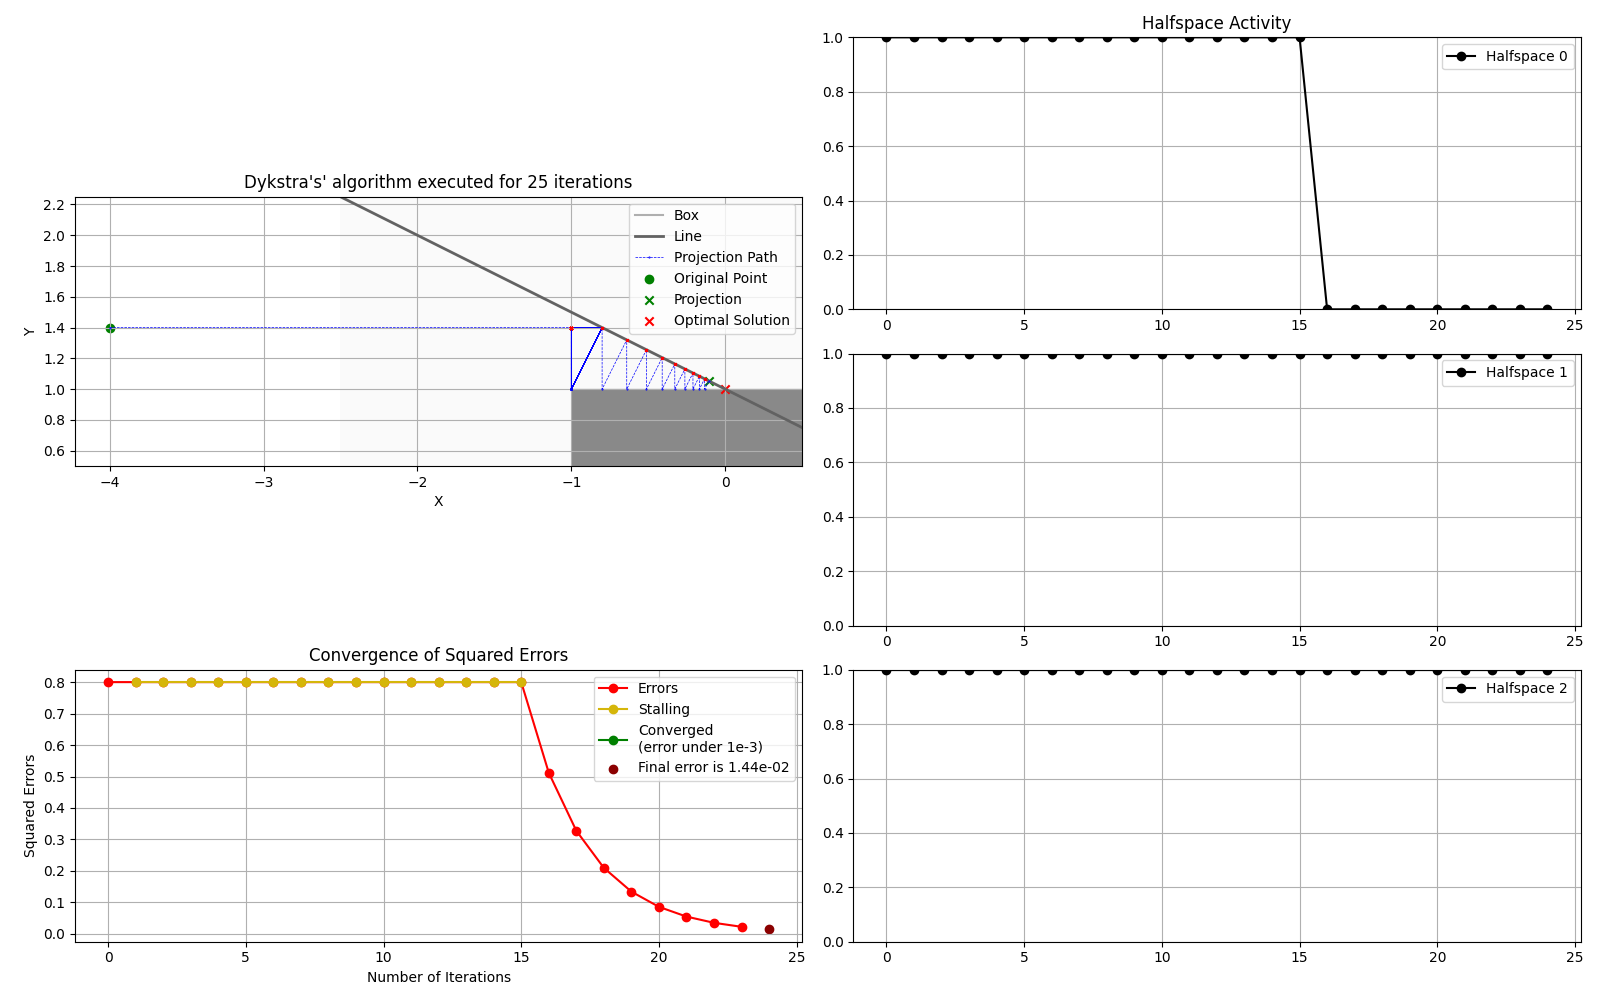 Halfspace Activity
1.0
0.8
0.6
0.4
0.2
0.0
0 5 10 15 20 25
Halfspace 0
Dykstra's' algorithm executed for 25 iterations
2.2
2.0
1.8
1.6
1.4
1.2
1.0
0.8
0.6
Y
−4 −3 −2 −1 0
X
Box
Line
Projection Path
Original Point
Projection
Optimal Solution
1.0
0.8
0.6
0.4
0.2
0.0
0 5 10 15 20 25
Halfspace 1
Convergence of Squared Errors
0.8
0.7
0.6
0.5
0.4
0.3
0.2
0.1
0.0
Squared Errors
0 5 10 15 20 25
Number of Iterations
Errors
Stalling
Converged
(error under 1e-3)
Final error is 1.44e-02
1.0
0.8
0.6
0.4
0.2
0.0
0 5 10 15 20 25
Halfspace 2